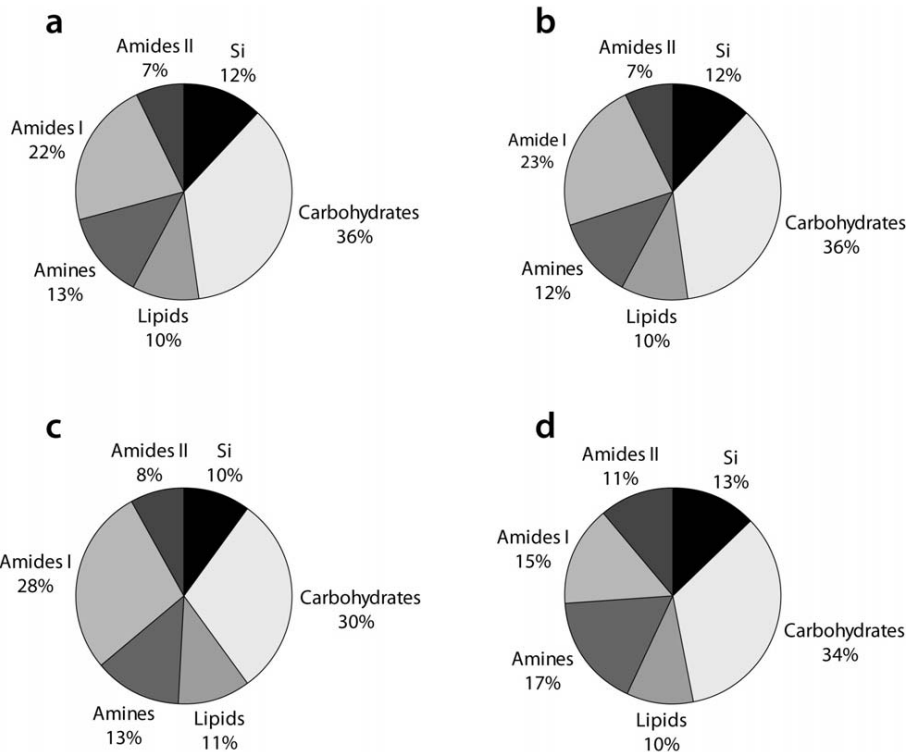 a
Amides II
7%
Si
12%
Amides I
22%
Carbohydrates
36%
Amines
13%
Lipids
10%
b
Amides II
7%
Si
12%
Amide I
23%
Carbohydrates
36%
Amines
12%
Lipids
10%
c
Amides II
8%
Si
10%
Amides I
28%
Carbohydrates
30%
Amines
13%
Lipids
11%
d
Amides II
11%
Si
13%
Amides I
15%
Carbohydrates
34%
Amines
17%
Lipids
10%